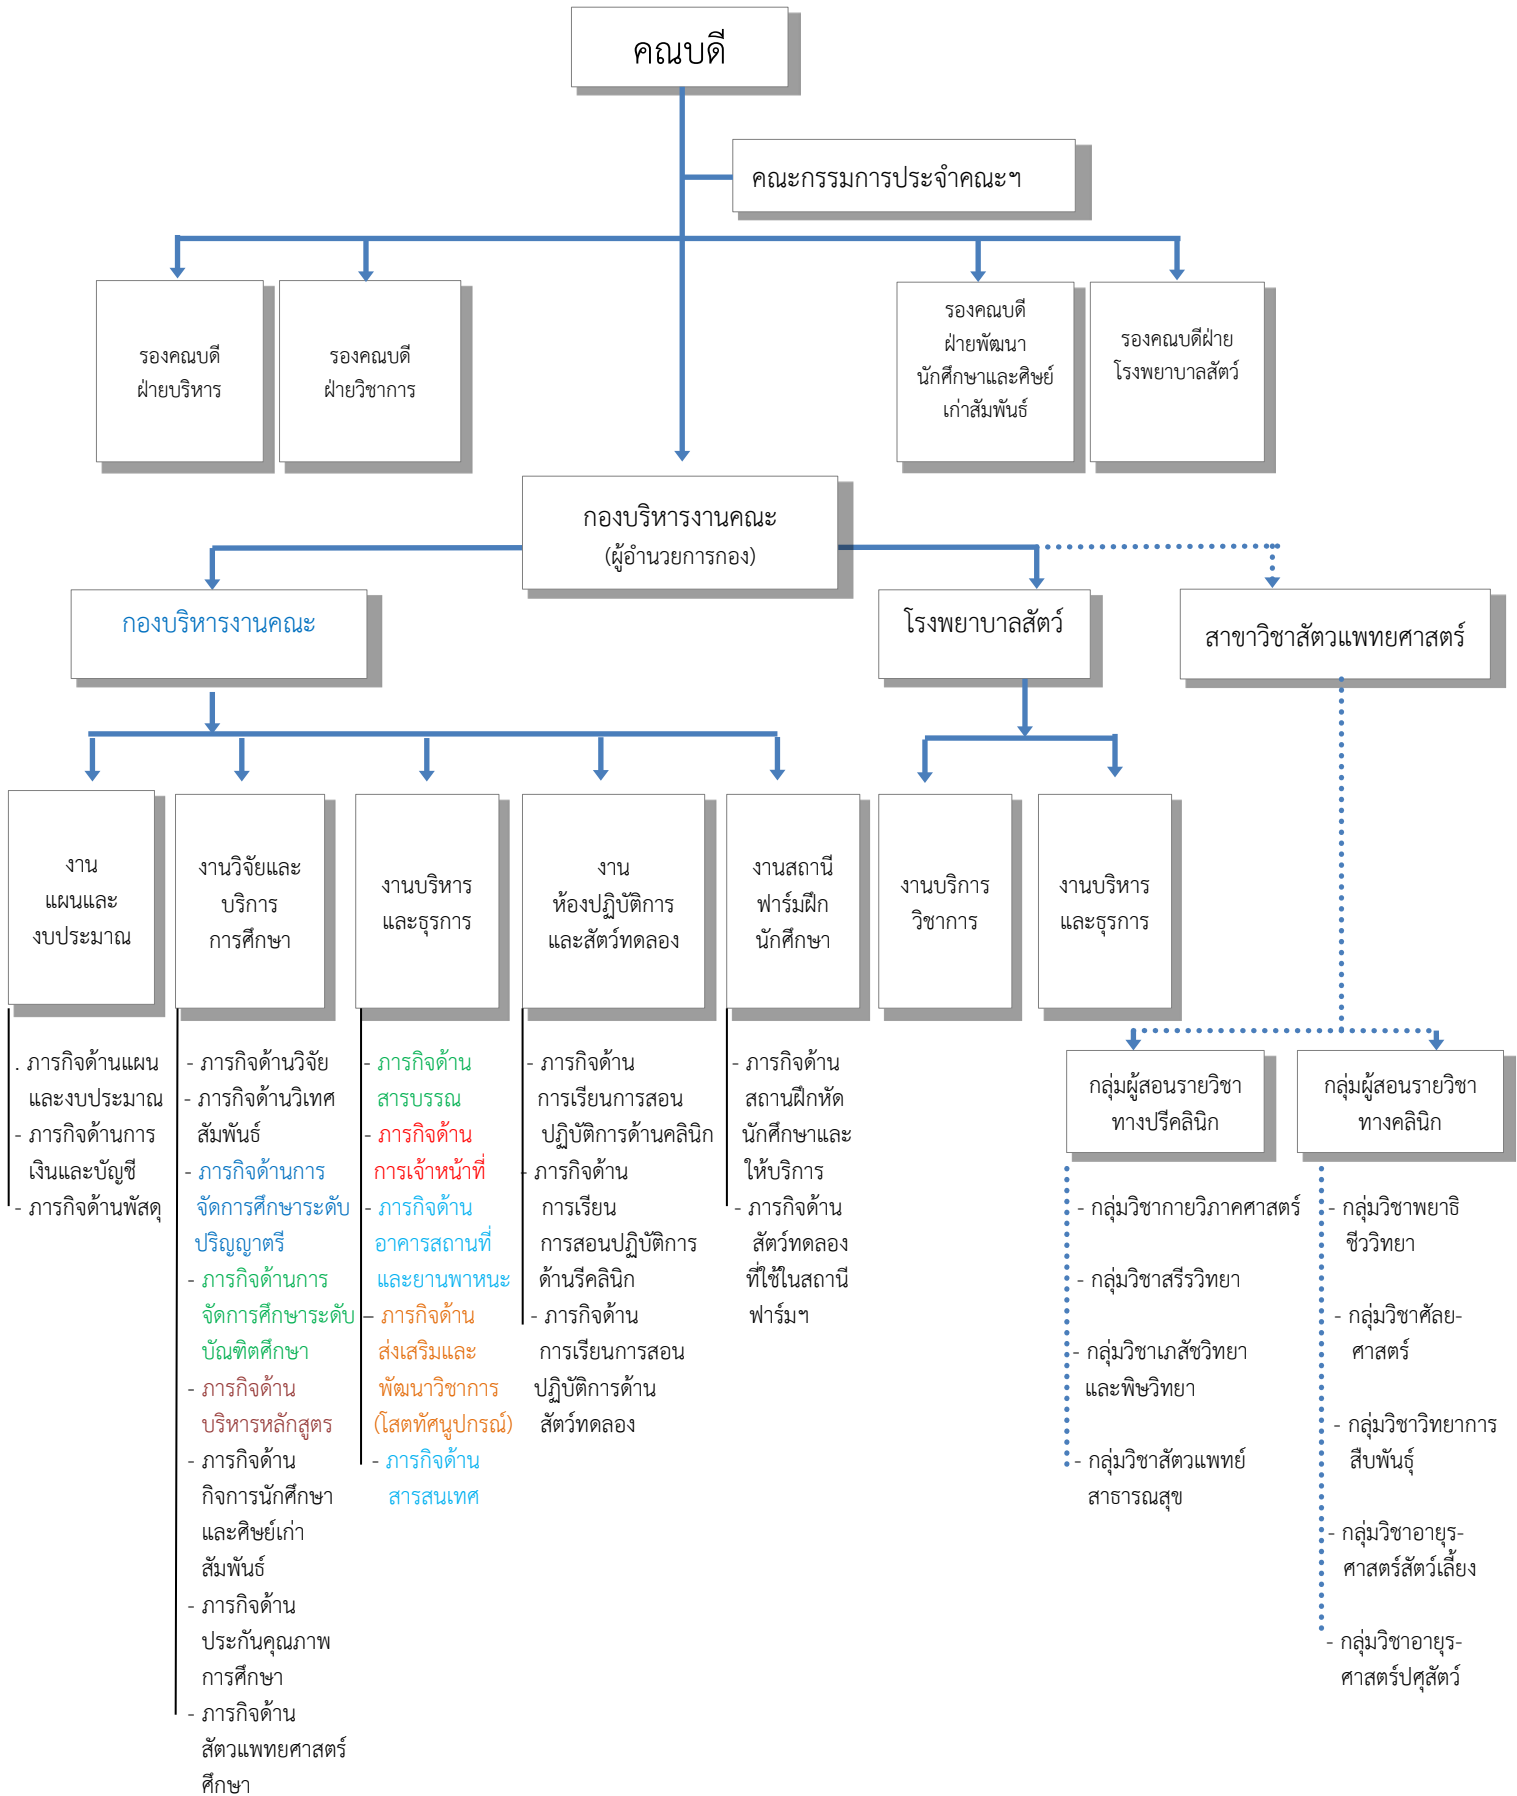 คณบดี
คณะกรรมการประจำคณะฯ
รองคณบดี
ฝ่ายบริหาร
รองคณบดี
ฝ่ายวิชาการ
รองคณบดี
ฝ่ายพัฒนา
นักศึกษาและศิษย์
เก่าสัมพันธ์
รองคณบดีฝ่าย
โรงพยาบาลสัตว์
กองบริหารงานคณะ
(ผู้อำนวยการกอง)
กองบริหารงานคณะ
โรงพยาบาลสัตว์
สาขาวิชาสัตวแพทยศาสตร์
งาน
แผนและ
งบประมาณ
งานวิจัยและ
บริการ
การศึกษา
งานบริหาร
และธุรการ
งาน
ห้องปฏิบัติการ
และสัตว์ทดลอง
งานสถานี
ฟาร์มฝึก
นักศึกษา
งานบริการ
วิชาการ
งานบริหาร
และธุรการ
. ภารกิจด้านแผน
และงบประมาณ
- ภารกิจด้านการ
เงินและบัญชี
- ภารกิจด้านพัสดุ
- ภารกิจด้านวิจัย
- ภารกิจด้านวิเทศ
สัมพันธ์
- ภารกิจด้านการ
จัดการศึกษาระดับ
ปริญญาตรี
- ภารกิจด้านการ
จัดการศึกษาระดับ
บัณฑิตศึกษา
- ภารกิจด้าน
บริหารหลักสูตร
- ภารกิจด้าน
กิจการนักศึกษา
และศิษย์เก่า
สัมพันธ์
- ภารกิจด้าน
ประกันคุณภาพ
การศึกษา
- ภารกิจด้าน
สัตวแพทยศาสตร์
ศึกษา
- ภารกิจด้าน
สารบรรณ
- ภารกิจด้าน
การเจ้าหน้าที่
- ภารกิจด้าน
อาคารสถานที่
และยานพาหนะ
– ภารกิจด้าน
ส่งเสริมและ
พัฒนาวิชาการ
(โสตทัศนูปกรณ์)
- ภารกิจด้าน
สารสนเทศ
- ภารกิจด้าน
การเรียนการสอน
ปฏิบัติการด้านคลินิก
- ภารกิจด้าน
การเรียน
การสอนปฏิบัติการ
ด้านรีคลินิก
- ภารกิจด้าน
การเรียนการสอน
ปฏิบัติการด้าน
สัตว์ทดลอง
- ภารกิจด้าน
สถานฝึกหัด
นักศึกษาและ
ให้บริการ
- ภารกิจด้าน
สัตว์ทดลอง
ที่ใช้ในสถานี
ฟาร์มฯ
กลุ่มผู้สอนรายวิชา
ทางปรีคลินิก
- กลุ่มวิชากายวิภาคศาสตร์
- กลุ่มวิชาสรีรวิทยา
- กลุ่มวิชาเภสัชวิทยา
และพิษวิทยา
- กลุ่มวิชาสัตวแพทย์
สาธารณสุข
กลุ่มผู้สอนรายวิชา
ทางคลินิก
- กลุ่มวิชาพยาธิ
ชีววิทยา
- กลุ่มวิชาศัลย-
ศาสตร์
- กลุ่มวิชาวิทยาการ
สืบพันธุ์
- กลุ่มวิชาอายุร-
ศาสตร์สัตว์เลี้ยง
- กลุ่มวิชาอายุร-
ศาสตร์ปศุสัตว์